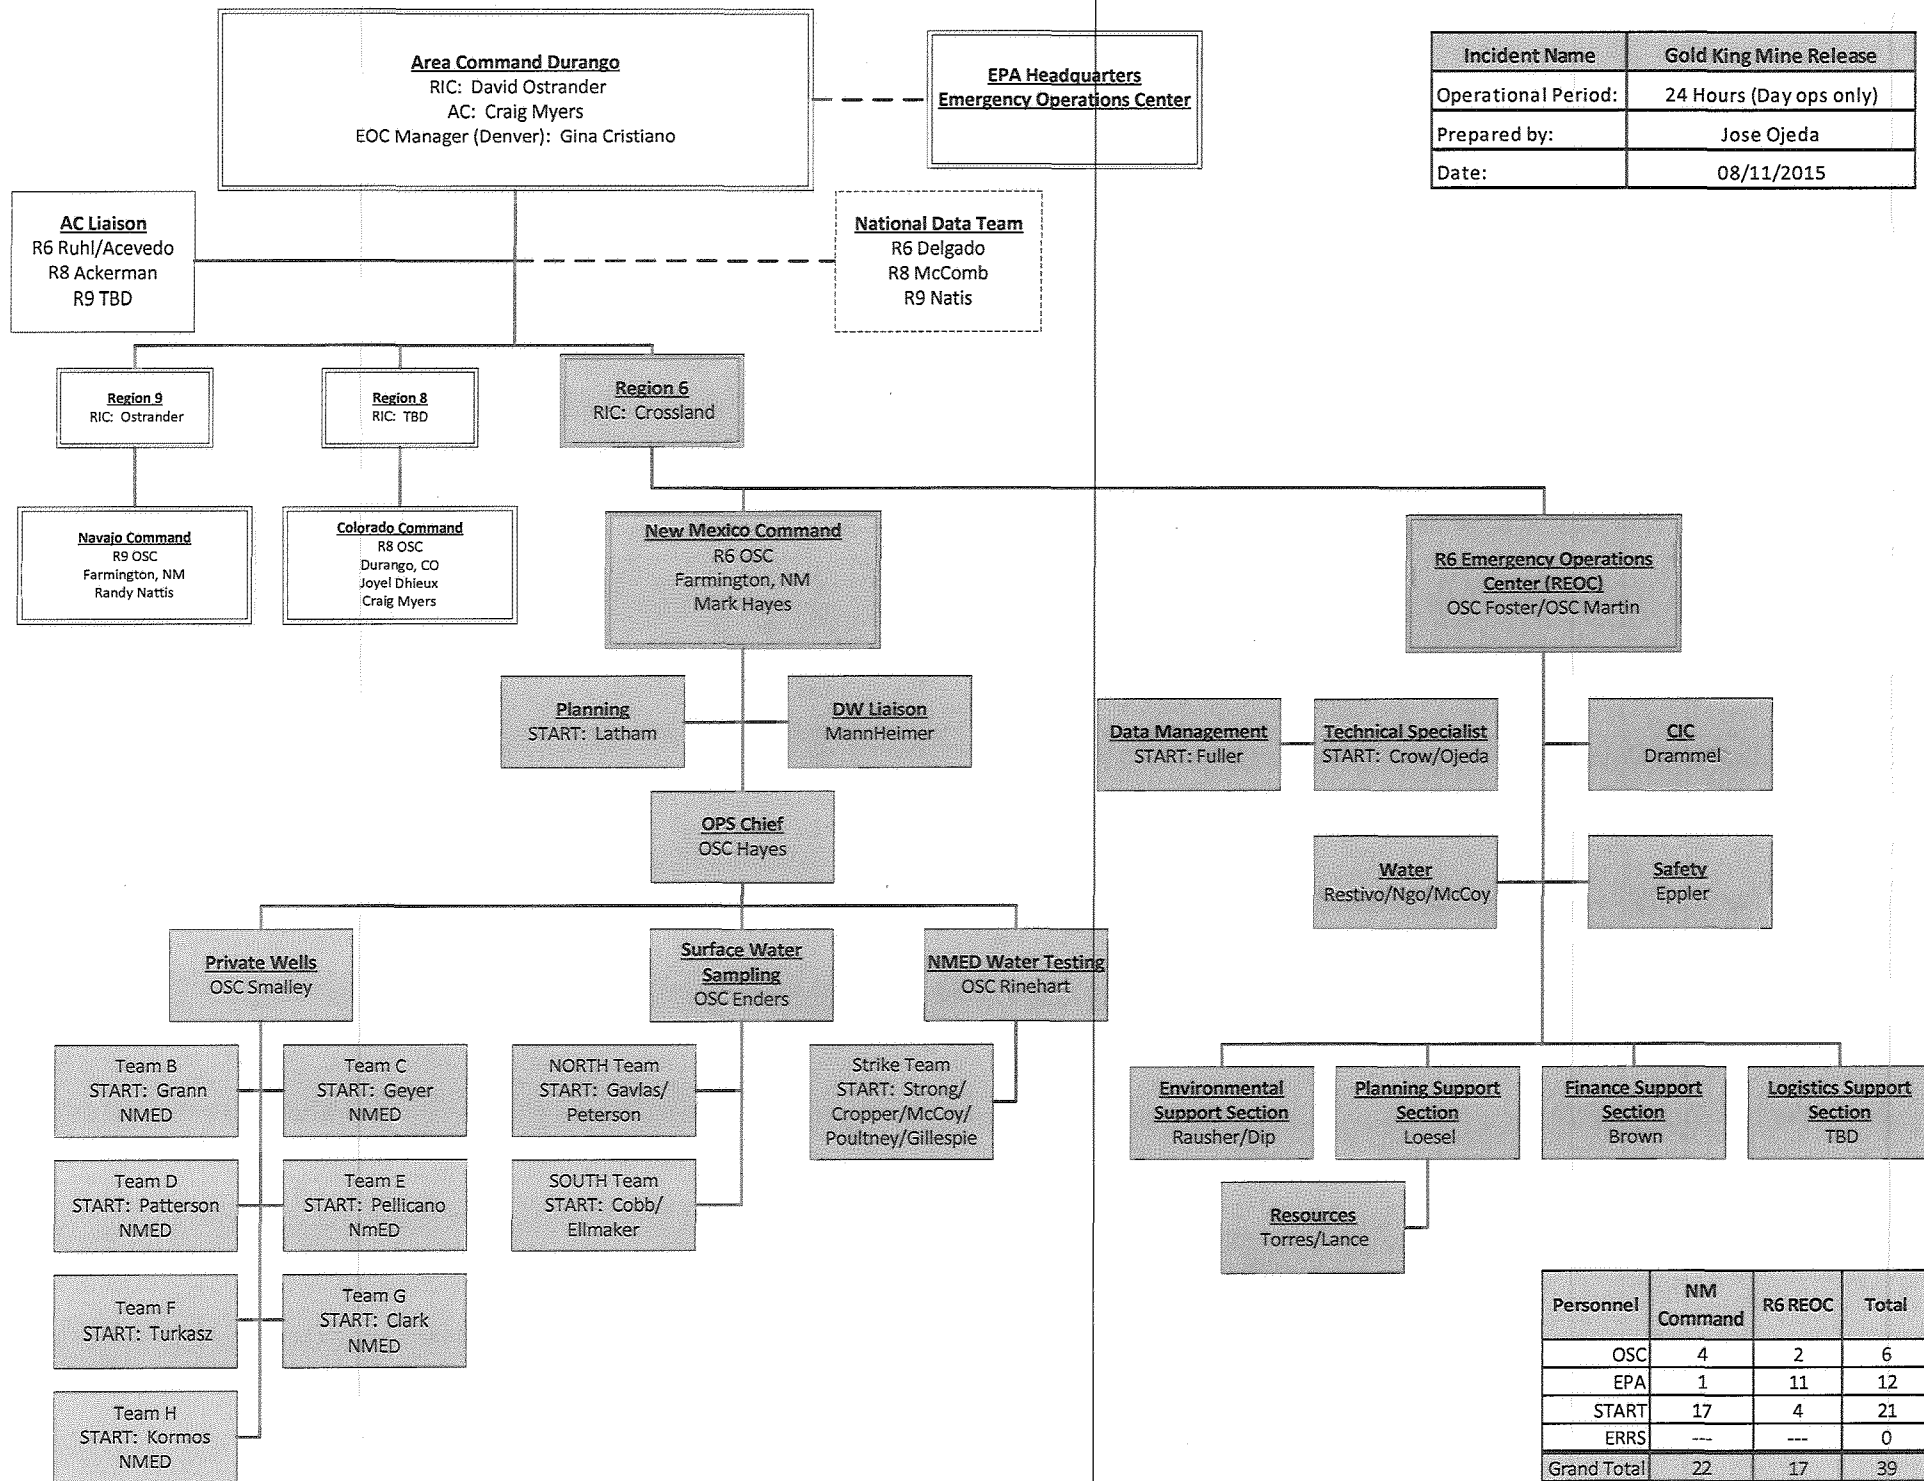 Area Command Durango
RIC: David Ostrander
AC: Craig Myers
EOC Manager (Denver): Gina Cristiano
EPA Headquarters
Emergency Operations Center
Incident Name Gold King Mine Release
Operational Period: 24 Hours (Day ops only)
Prepared by: Jose Ojeda
Date: 08/11/2015
AC Liaison
R6 Ruhl/Acevedo
R8 Ackerman
R9 TBD
National Data Team
R6 Delgado
R8 McComb
R9 Natis
Region 9
RIC: Ostrander
Region 8
RIC: TBD
Region 6
RIC: Crossland
Navajo Command
R9 OSC
Farmington, NM
Randy Nattis
Colorado Command
R8 OSC
Durango, CO
Joyel Dhieux
Craig Myers
New Mexico Command
R6 OSC
Farmington, NM
Mark Hayes
R6 Emergency Operations
Center (REOC)
OSC Foster/OSC Martin
Planning
START: Latham
DW Liaison
MannHeimer
Data Management
START: Fuller
Technical Specialist
START: Crow/Ojeda
CIC
Drammel
OPS Chief
OSC Hayes
Water
Restivo/Ngo/McCoy
Safety
Eppler
Private Wells
OSC Smalley
Surface Water
Sampling
OSC Enders
NMED Water Testing
OSC Rinehart
Team B
START: Grann
NMED
Team C
START: Geyer
NMED
NORTH Team
START: Gavlas/
Peterson
Strike Team
START: Strong/
Cropper/McCoy/
Poultney/Gillespie
Environmental
Support Section
Rausher/Dip
Planning Support
Section
Loesel
Finance Support
Section
Brown
Logistics Support
Section
TBD
Team D
START: Patterson
NMED
Team E
START: Pellicano
NmED
SOUTH Team
START: Cobb/
Ellmaker
Resources
Torres/Lance
Team F
START: Turkasz
Team G
START: Clark
NMED
Team H
START: Kormos
NMED
Personnel NM Command R6 REOC Total
OSC 4 2 6
EPA 1 11 12
START 17 4 21
ERRS --- --- 0
Grand Total 22 17 39